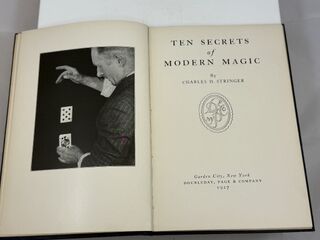 TEN SECRETS
of
MODERN MAGIC
By
CHARLES D. STRINGER
Garden City, New York
DOUBLEDAY, PAGE & COMPANY
1927